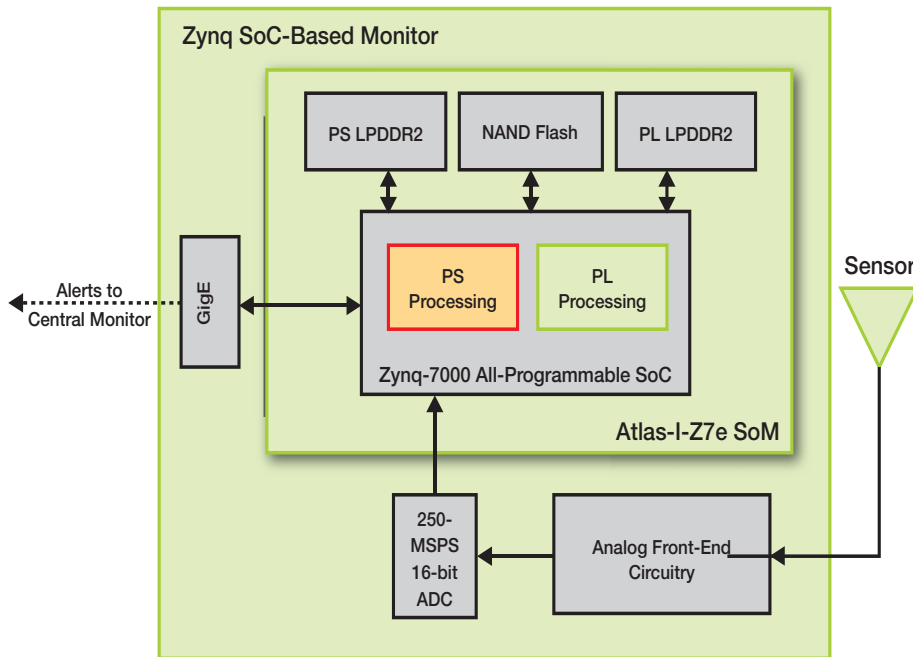 Zynq SoC-Based Monitor
PS LPDDR2
NAND Flash
PL LPDDR2
PS
Processing
PL
Processing
Zynq-7000 All-Programmable SoC
Atlas-I-Z7e SoM
GigE
Alerts to
Central Monitor
Sensor
250-
MSPS
16-bit
ADC
Analog Front-End
Circuitry